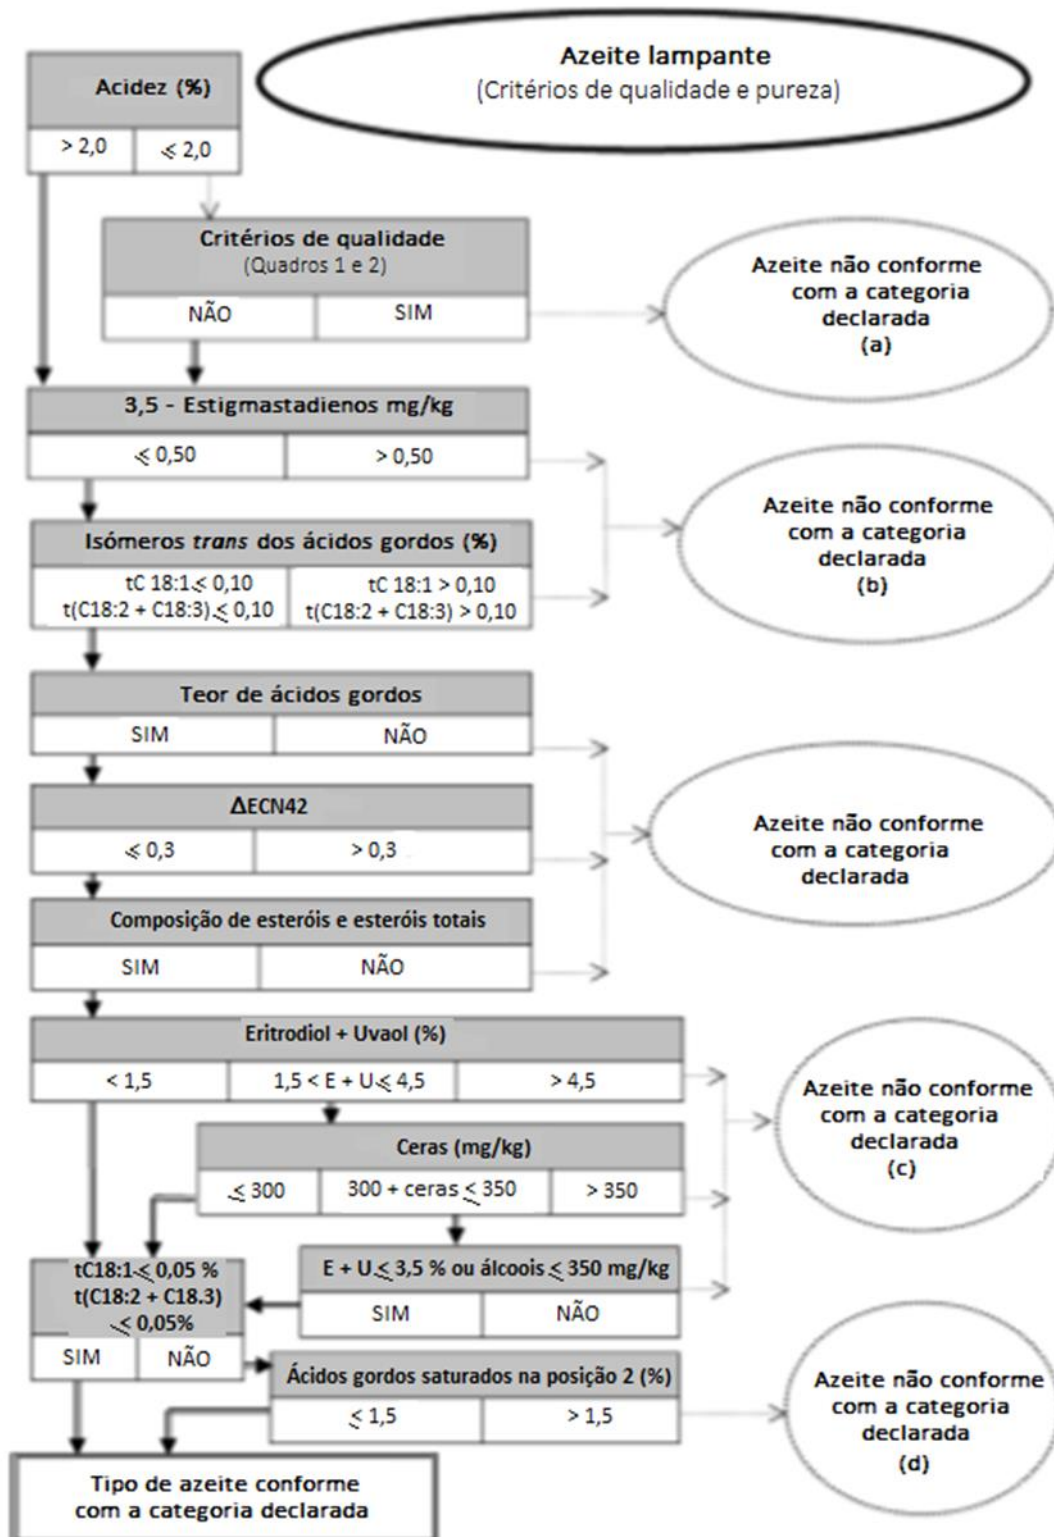 Azeite lampante
(Critérios de qualidade e pureza)
Acidez (%)
> 2,0
≤ 2,0
Critérios de qualidade
(Quadros 1 e 2)
NÃO
SIM
Azeite não conforme
com a categoria
declarada
(a)
3,5 - Estigmastadienos mg/kg
≤ 0,50
> 0,50
Isómeros trans dos ácidos gordos (%)
tC 18:1 ≤ 0,10
t(C18:2 + C18:3) ≤ 0,10
tC 18:1 > 0,10
t(C18:2 + C18:3) > 0,10
Azeite não conforme
com a categoria
declarada
(b)
Teor de ácidos gordos
SIM
NÃO
ΔECN42
≤ 0,3
> 0,3
Composição de esteróis e esteróis totais
SIM
NÃO
Azeite não conforme
com a categoria
declarada
Eritrodiol + Uvaol (%)
< 1,5
1,5 < E + U ≤ 4,5
> 4,5
Ceras (mg/kg)
≤ 300
300 + ceras ≤ 350
> 350
E + U ≤ 3,5 % ou álcoois ≤ 350 mg/kg
SIM
NÃO
Azeite não conforme
com a categoria
declarada
(c)
tC18:1 ≤ 0,05 %
t(C18:2 + C18.3)
≤ 0,05%
SIM
NÃO
Ácidos gordos saturados na posição 2 (%)
≤ 1,5
> 1,5
Azeite não conforme
com a categoria
declarada
(d)
Tipo de azeite conforme
com a categoria declarada